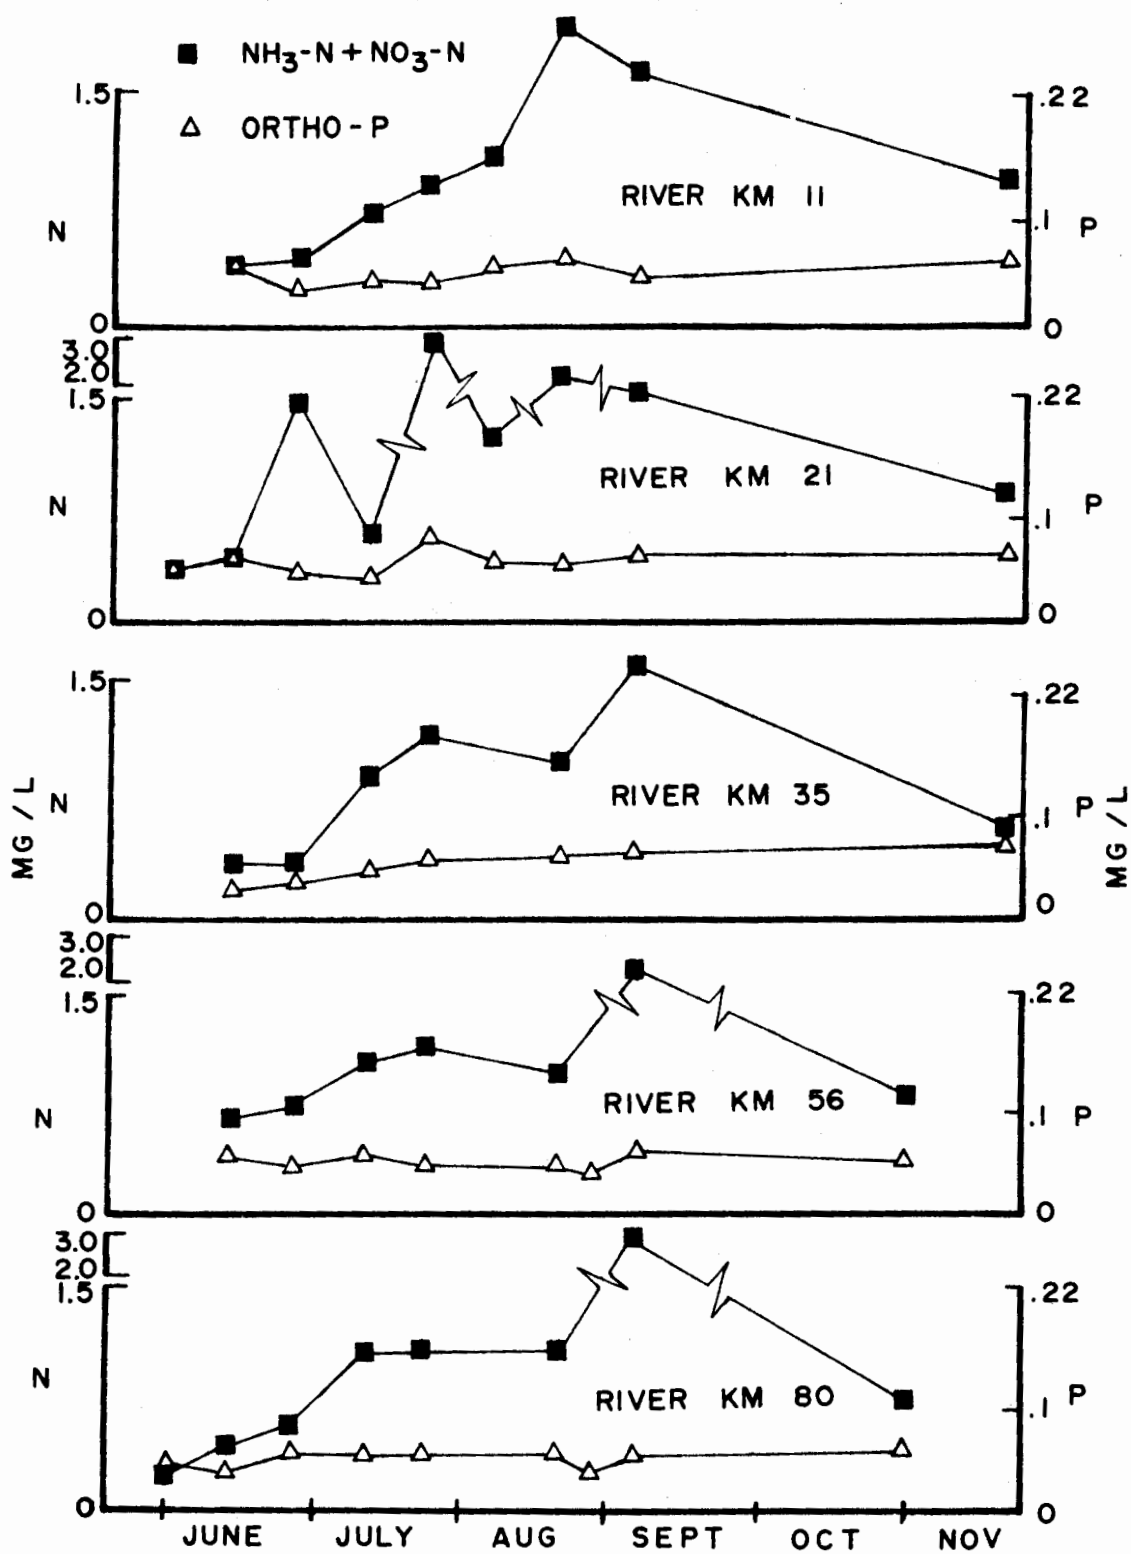 NH3-N + NO3-N
ORTHO - P
1.5
.22
RIVER KM 11
N
.1 P
0
0
3.0
2.0
1.5
.22
RIVER KM 21
N
.1 P
0
0
1.5
.22
RIVER KM 35
MG / L N
.1 P MG / L
0
0
3.0
2.0
1.5
.22
RIVER KM 56
N
.1 P
0
0
3.0
2.0
1.5
.22
N
RIVER KM 80
.1 P
0
0
JUNE JULY AUG SEPT OCT NOV